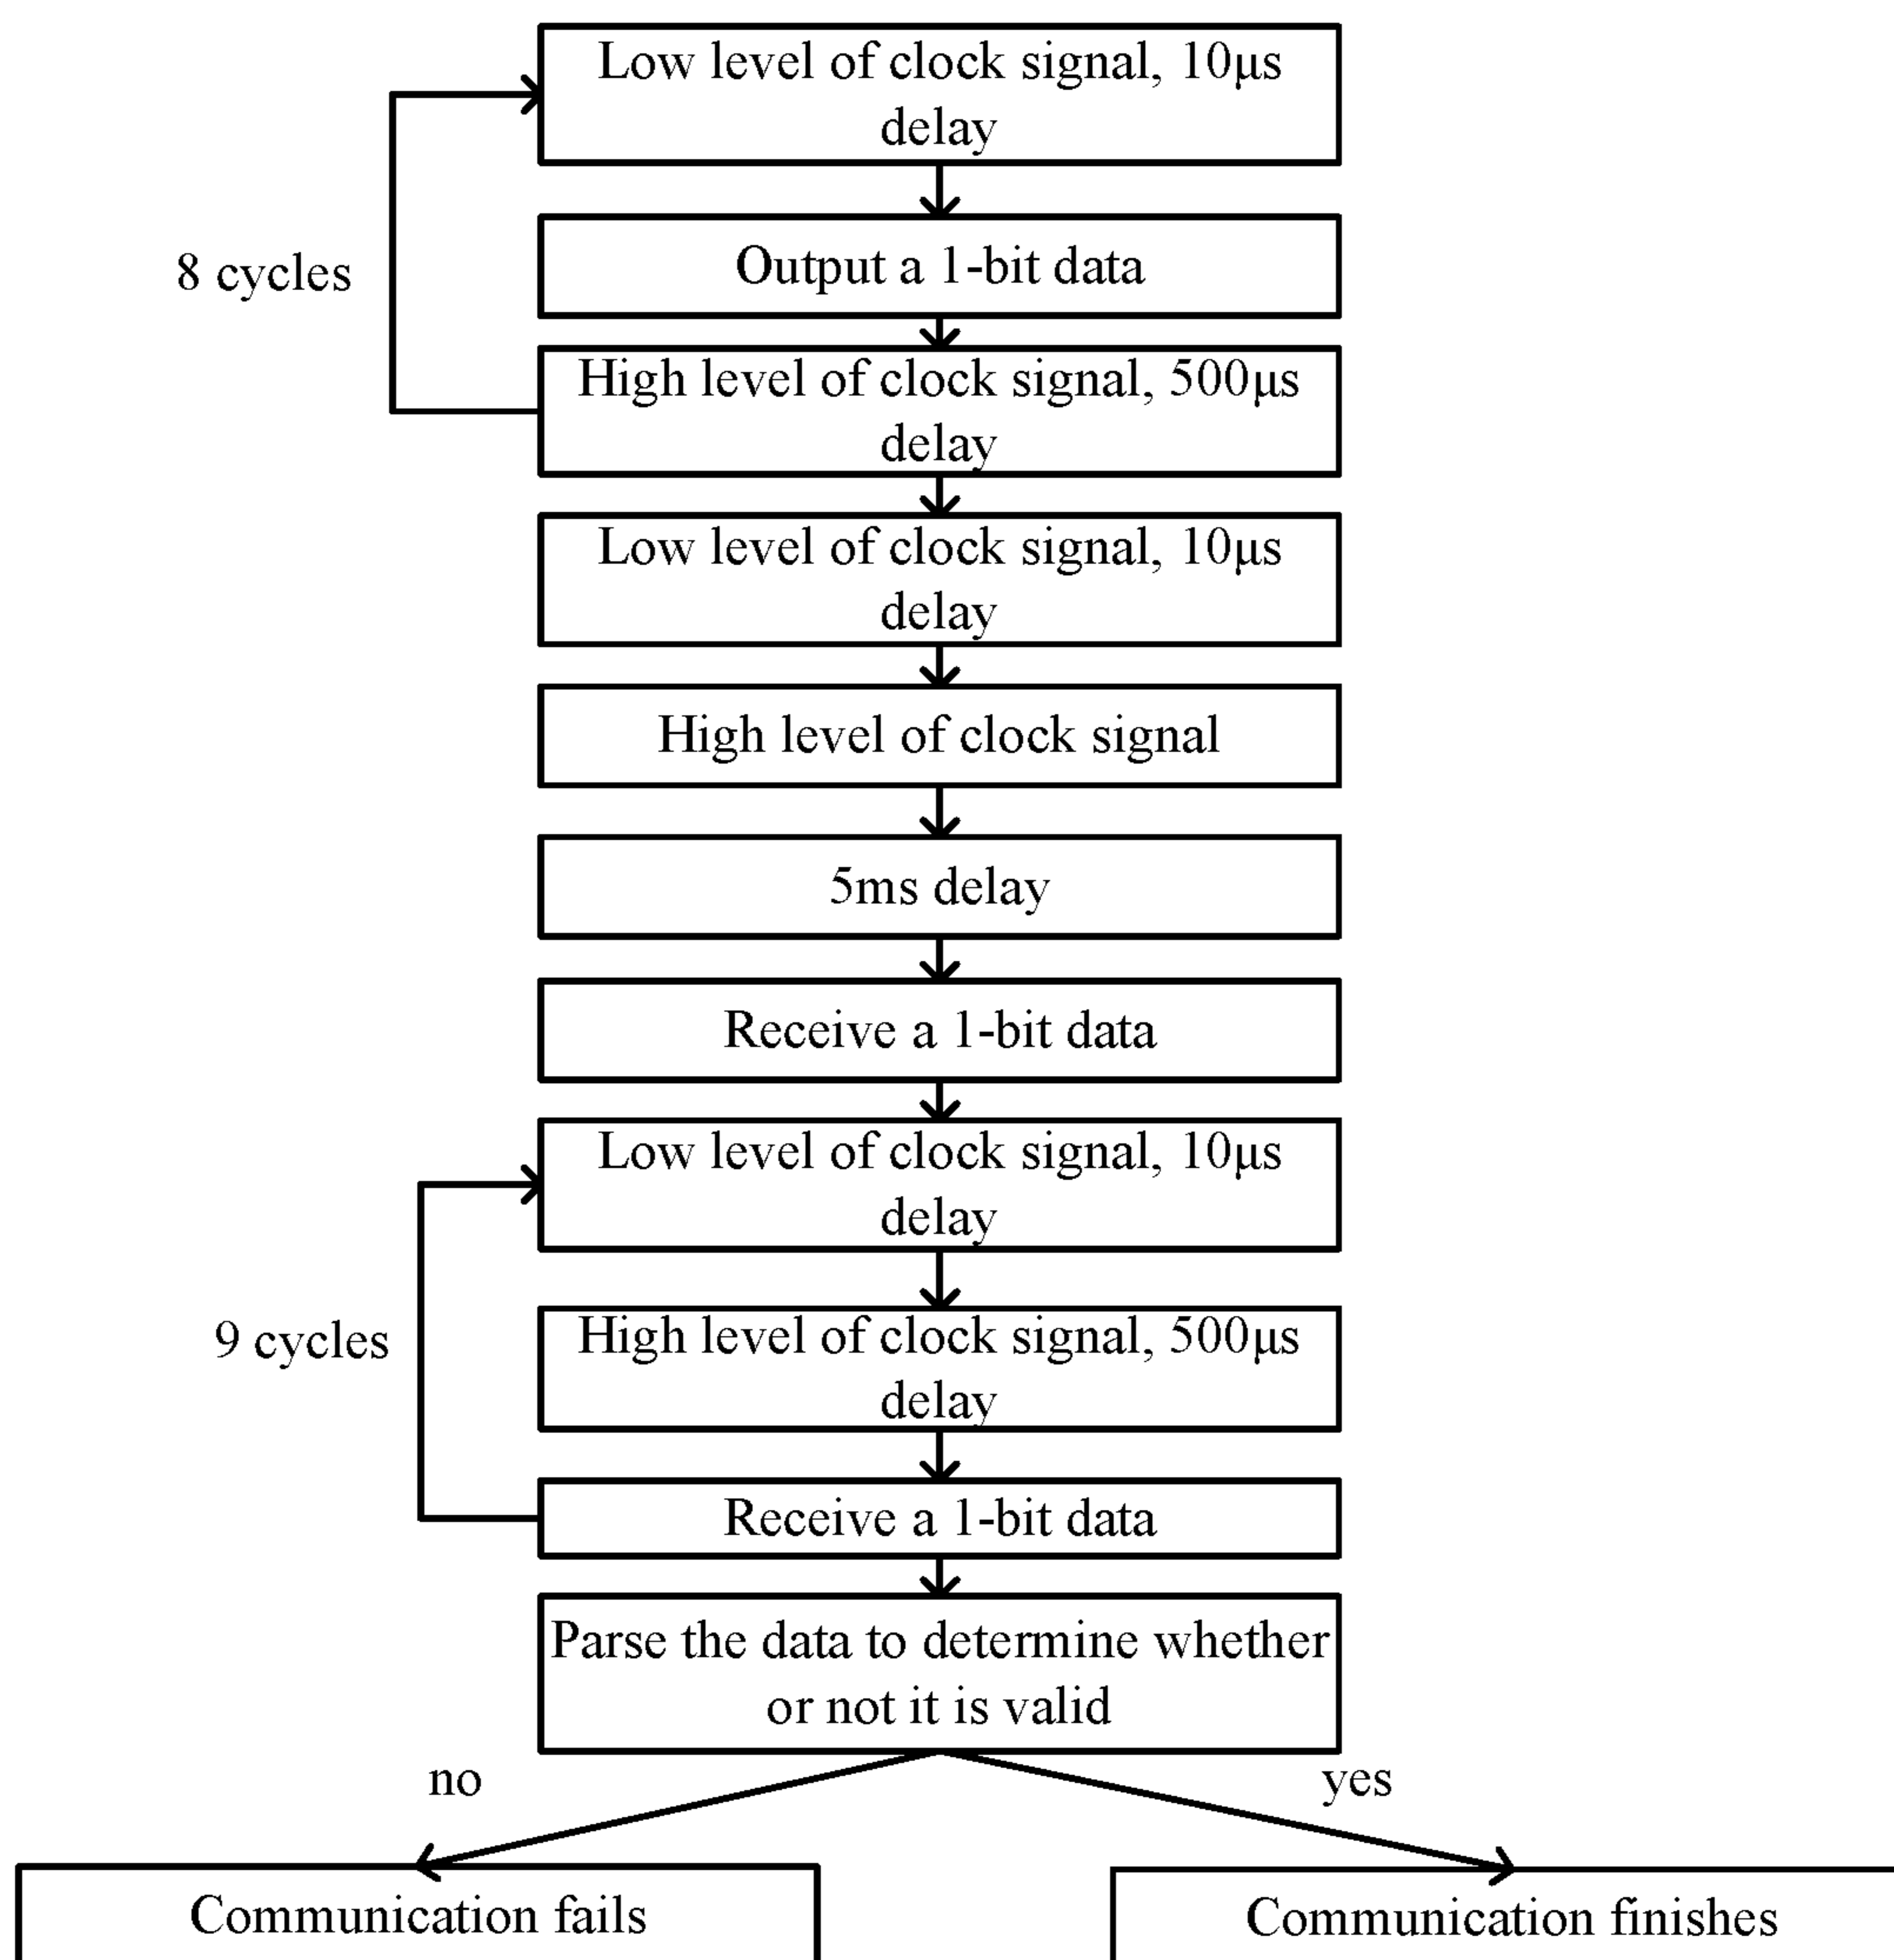 Low level of clock signal, 10μs
delay
8 cycles
Output a 1-bit data
High level of clock signal, 500μs
delay
Low level of clock signal, 10μs
delay
High level of clock signal
5ms delay
Receive a 1-bit data
Low level of clock signal, 10μs
delay
9 cycles
High level of clock signal, 500μs
delay
Receive a 1-bit data
Parse the data to determine whether
or not it is valid
no
yes
Communication fails
Communication finishes